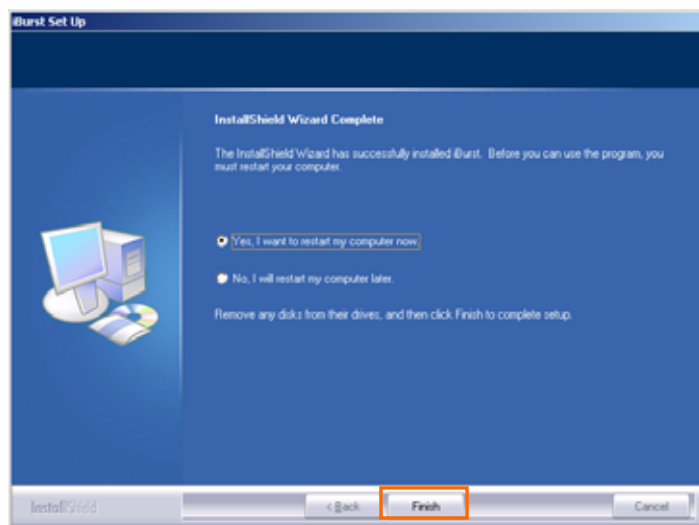 iBurst Set Up
InstallShield Wizard Complete
The InstallShield Wizard has successfully installed iBurst. Before you can use the program, you
must restart your computer.
Yes, I want to restart my computer now.
No, I will restart my computer later.
Remove any disks from their drives, and then click Finish to complete setup.
InstallShield
< Back
Finish
Cancel